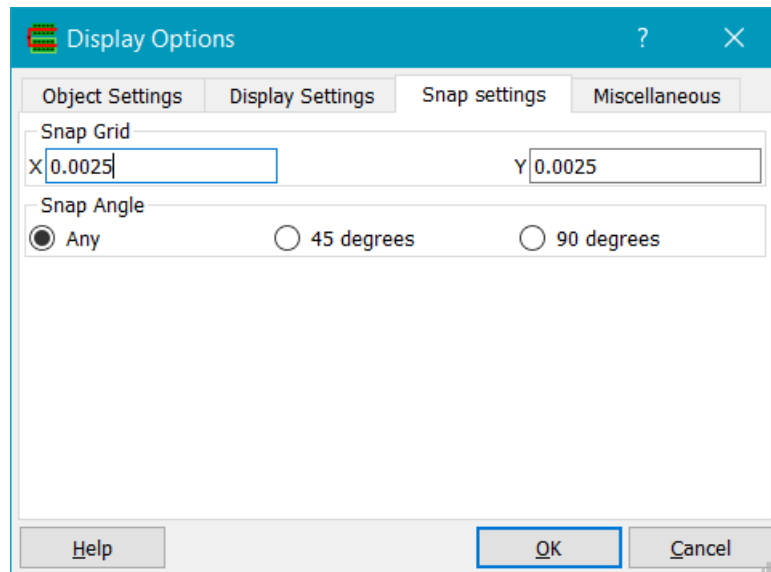 Display Options ?
Object Settings Display Settings Snap settings Miscellaneous
Snap Grid
X 0.0025 Y 0.0025
Snap Angle
Any 45 degrees 90 degrees
Help OK Cancel